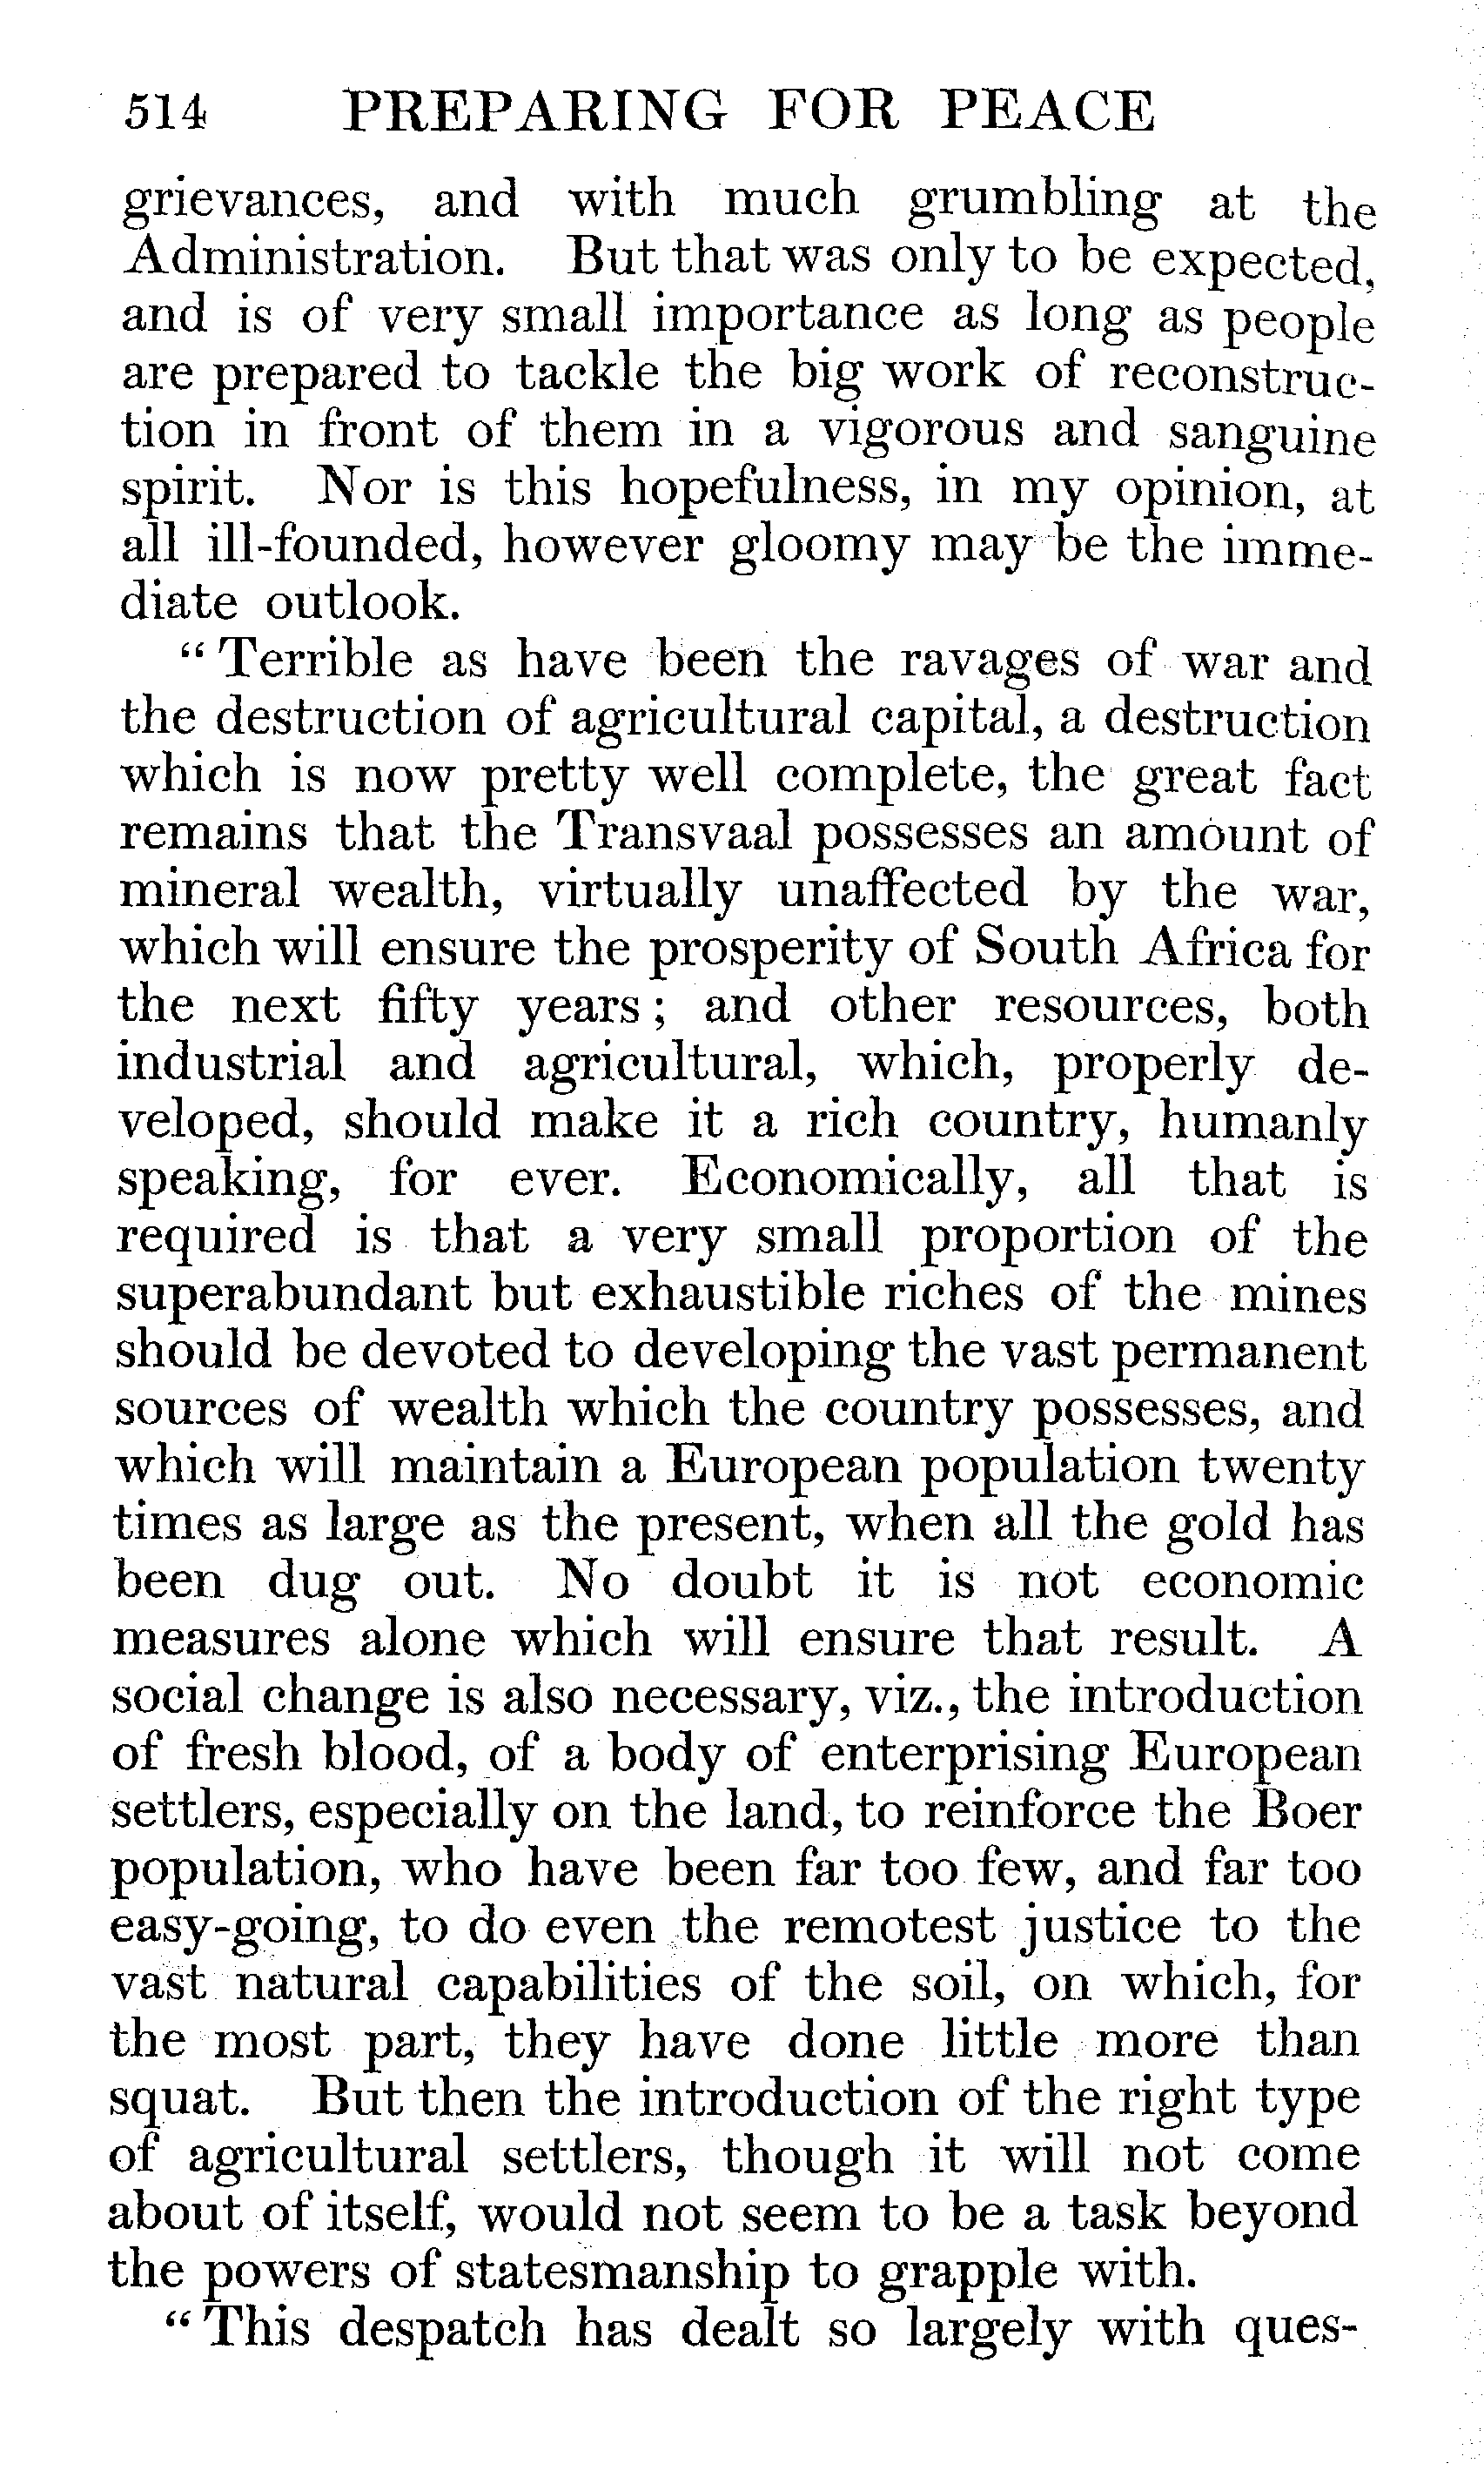 514 PREPARING FOR PEACE
grievances, and with much grumbling at the
Administration. But that was only to be expected,
and is of very small importance as long as people
are prepared to tackle the big work of reconstruc-
tion in front of them in a vigorous and sanguine
spirit. Nor is this hopefulness, in my opinion, at
all ill-founded, however gloomy may be the imme-
diate outlook.
“Terrible as have been the ravages of war and
the destruction of agricultural capital, a destruction
which is now pretty well complete, the great fact
remains that the Transvaal possesses an amount of
mineral wealth, virtually unaffected by the war,
which will ensure the prosperity of South Africa for
the next fifty years; and other resources, both
industrial and agricultural, which, properly de-
veloped, should make it a rich country, humanly
speaking, for ever. Economically, all that is
required is that a very small proportion of the
superabundant but exhaustible riches of the mines
should be devoted to developing the vast permanent
sources of wealth which the country possesses, and
which will maintain a European population twenty
times as large as the present, when all the gold has
been dug out. No doubt it is not economic
measures alone which will ensure that result. A
social change is also necessary, viz., the introduction
of fresh blood, of a body of enterprising European
settlers, especially on the land, to reinforce the Boer
population, who have been far too few, and far too
easy-going, to do even the remotest justice to the
vast natural capabilities of the soil, on which, for
the most part, they have done little more than
squat. But then the introduction of the right type
of agricultural settlers, though it will not come
about of itself, would not seem to be a task beyond
the powers of statesmanship to grapple with.
“This despatch has dealt so largely with ques-